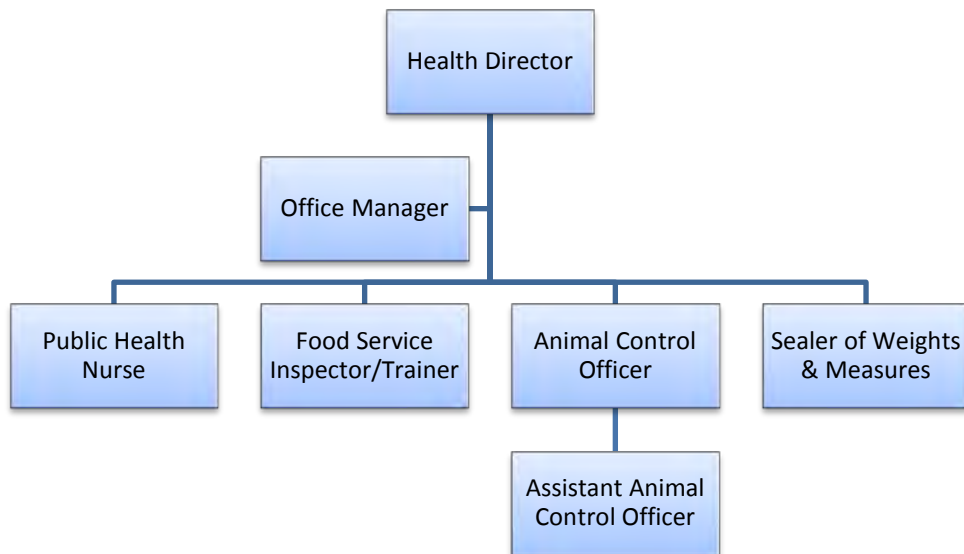 Health Director
Office Manager
Public Health
Nurse
Food Service
Inspector/Trainer
Animal Control
Officer
Sealer of Weights
& Measures
Assistant Animal
Control Officer